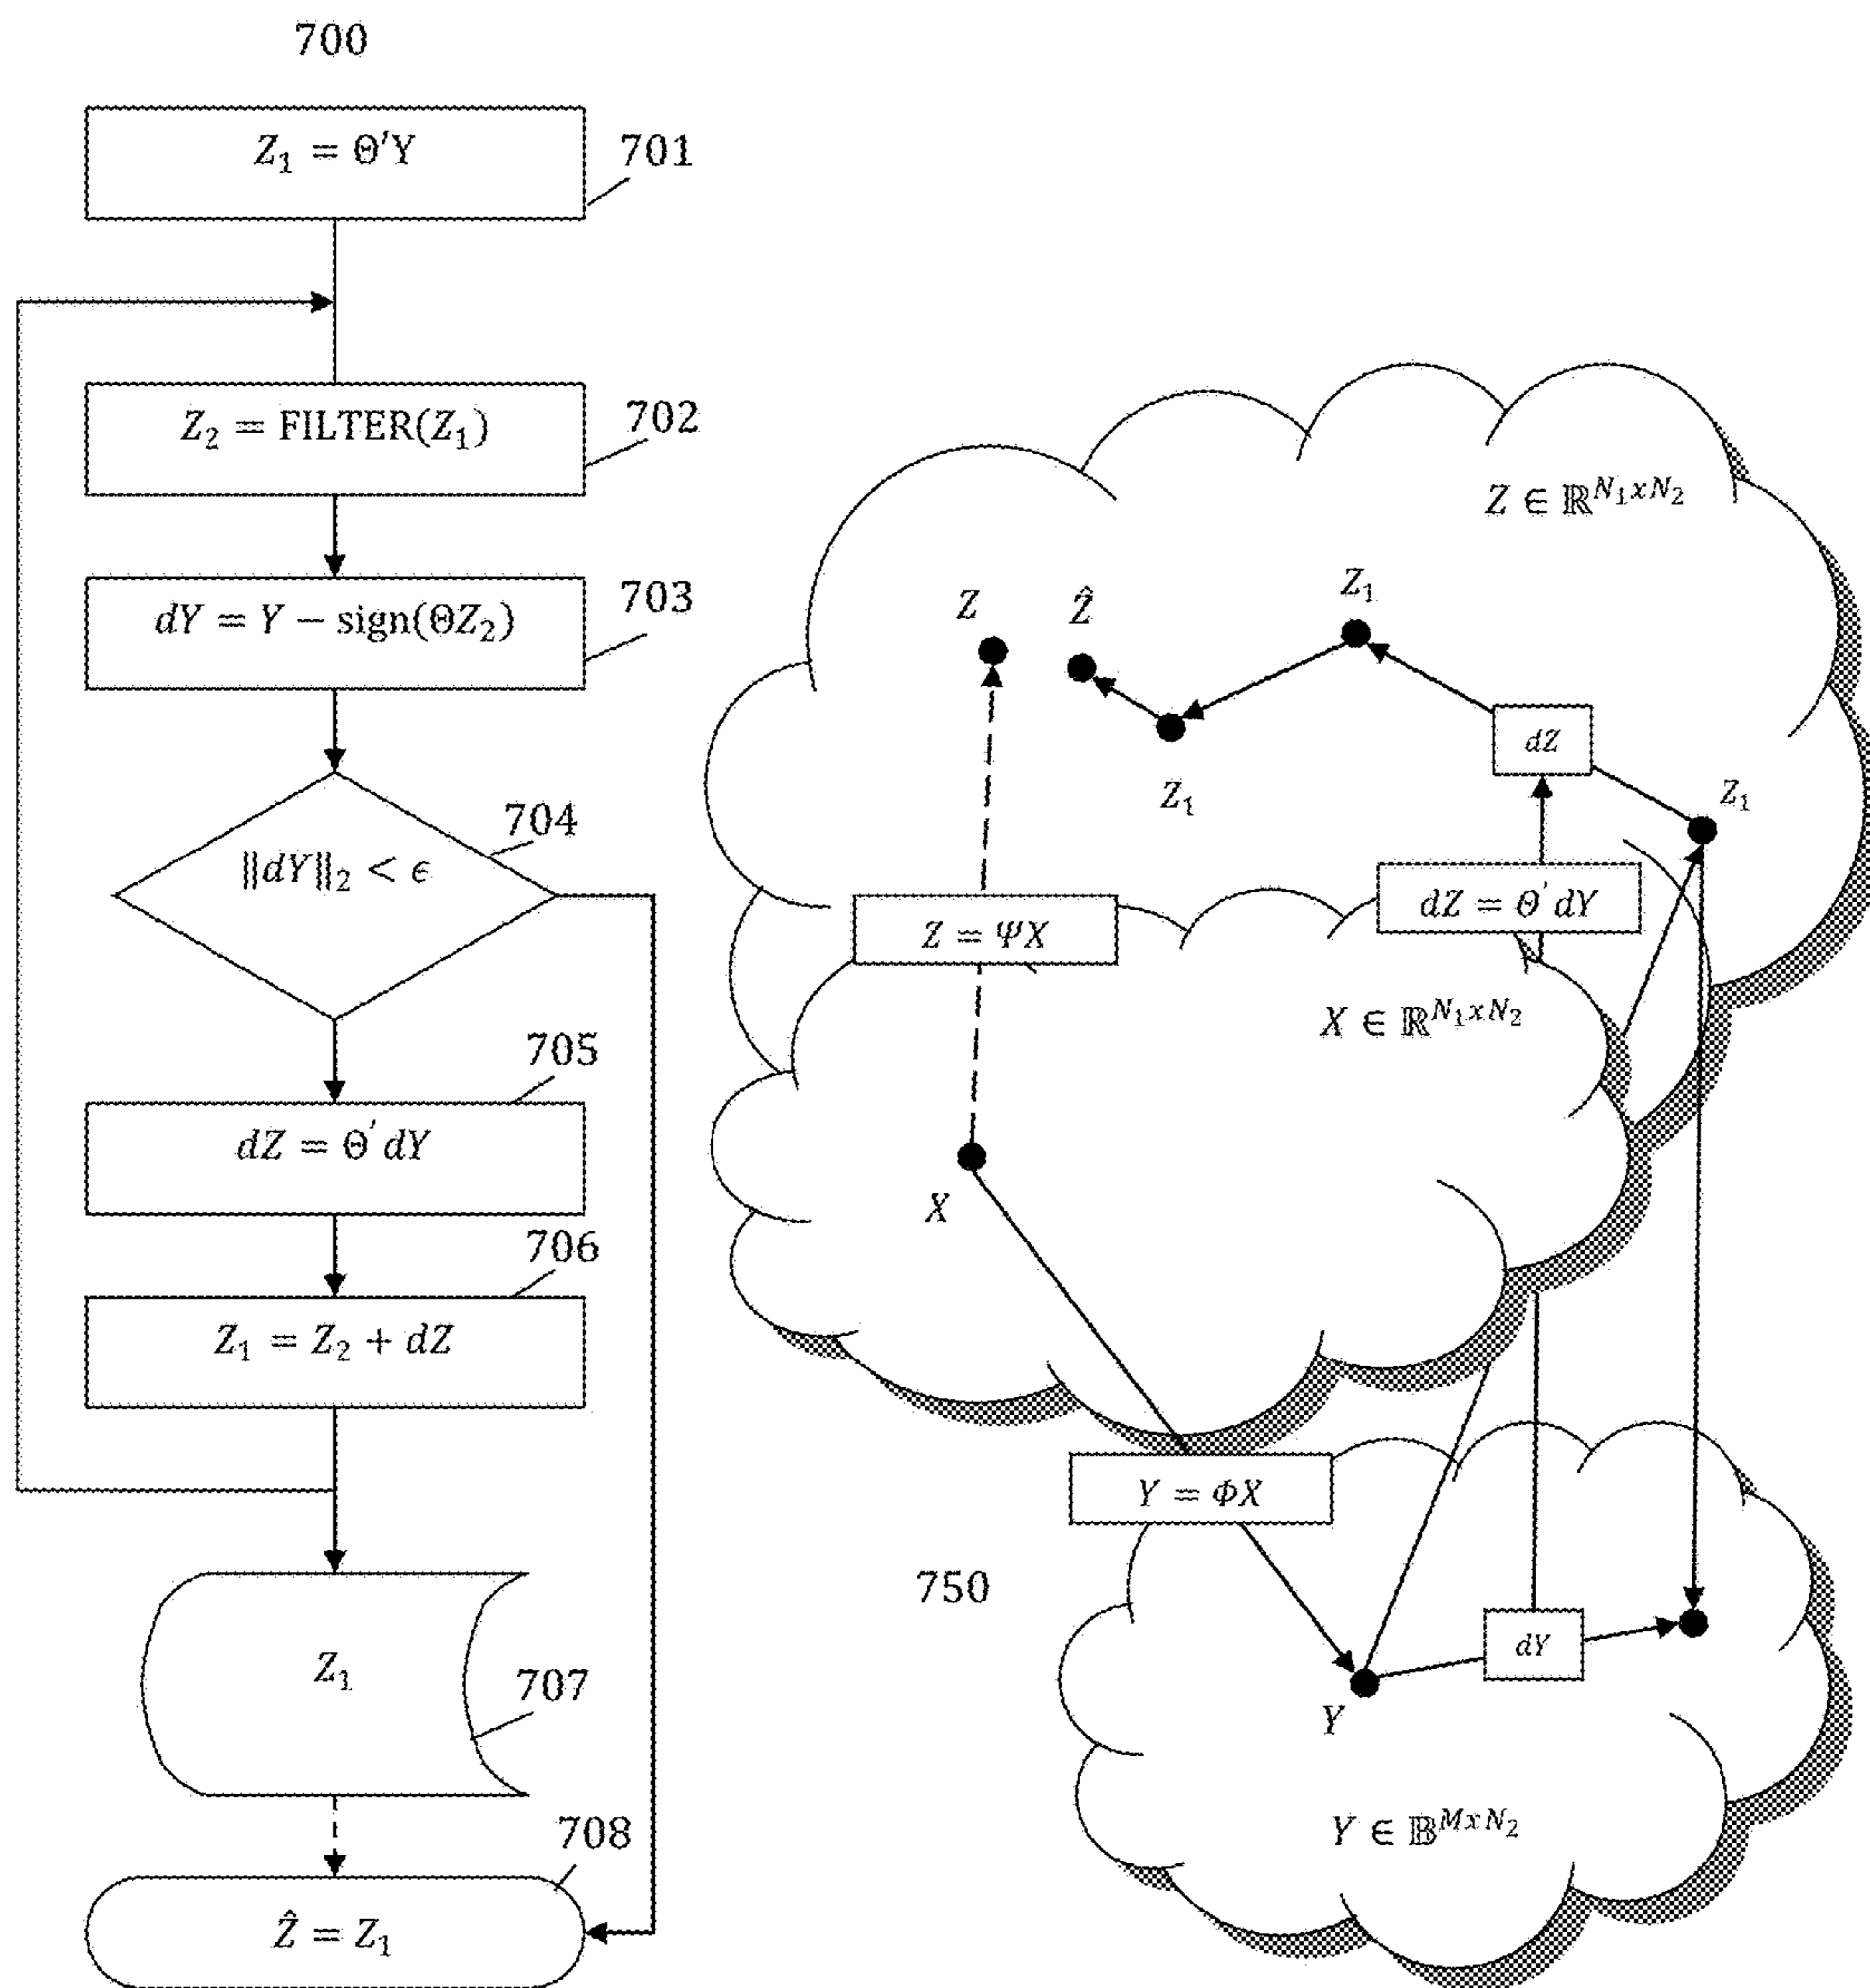 700
Z₁ = Θ'Y
701
Z₂ = FILTER(Z₁)
702
dY = Y − sign(ΘZ₂)
703
‖dY‖₂ < ϵ
704
dZ = Θ' dY
705
Z₁ = Z₂ + dZ
706
Z₁
707
Ẑ = Z₁
708
Z ∈ ℝ^{N₁xN₂}
Z
Ẑ
Z₁
Z₁
dZ
Z₁
Z = ΨX
dZ = Θ' dY
X ∈ ℝ^{N₁xN₂}
X
Y = ΦX
750
dY
Y
Y ∈ 𝔹^{MxN₂}